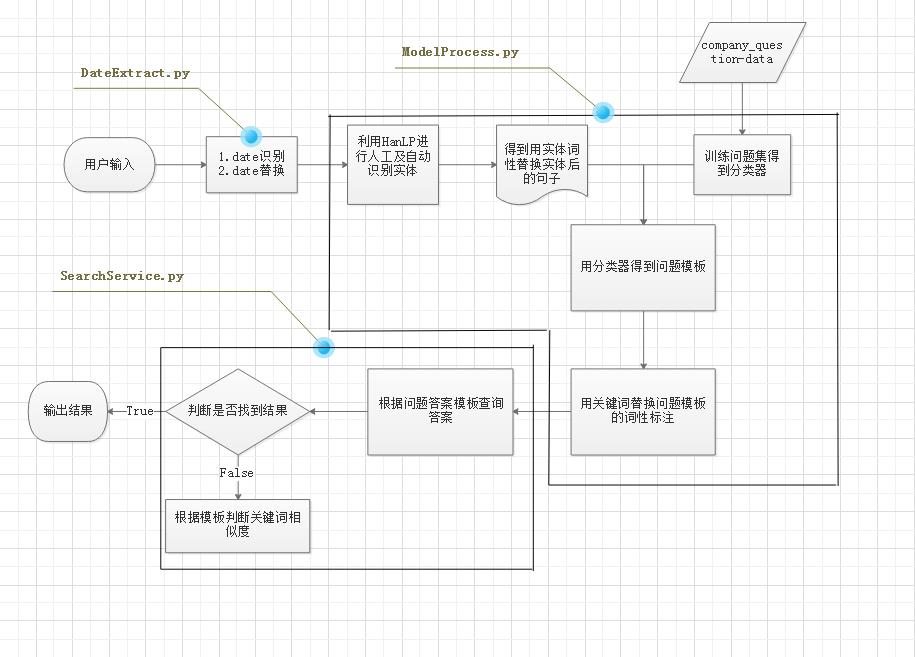 company_ques
tion-data
ModelProcess.py
DateExtract.py
用户输入
1.date识别
2.date替换
利用HanLP进
行人工及自动
识别实体
得到用实体词
性替换实体后
的句子
训练问题集得
到分类器
用分类器得到问题模板
SearchService.py
输出结果
True
判断是否找到结果
根据问题答案模板查询
答案
用关键词替换问题模板
的词性标注
False
根据模板判断关键词相
似度